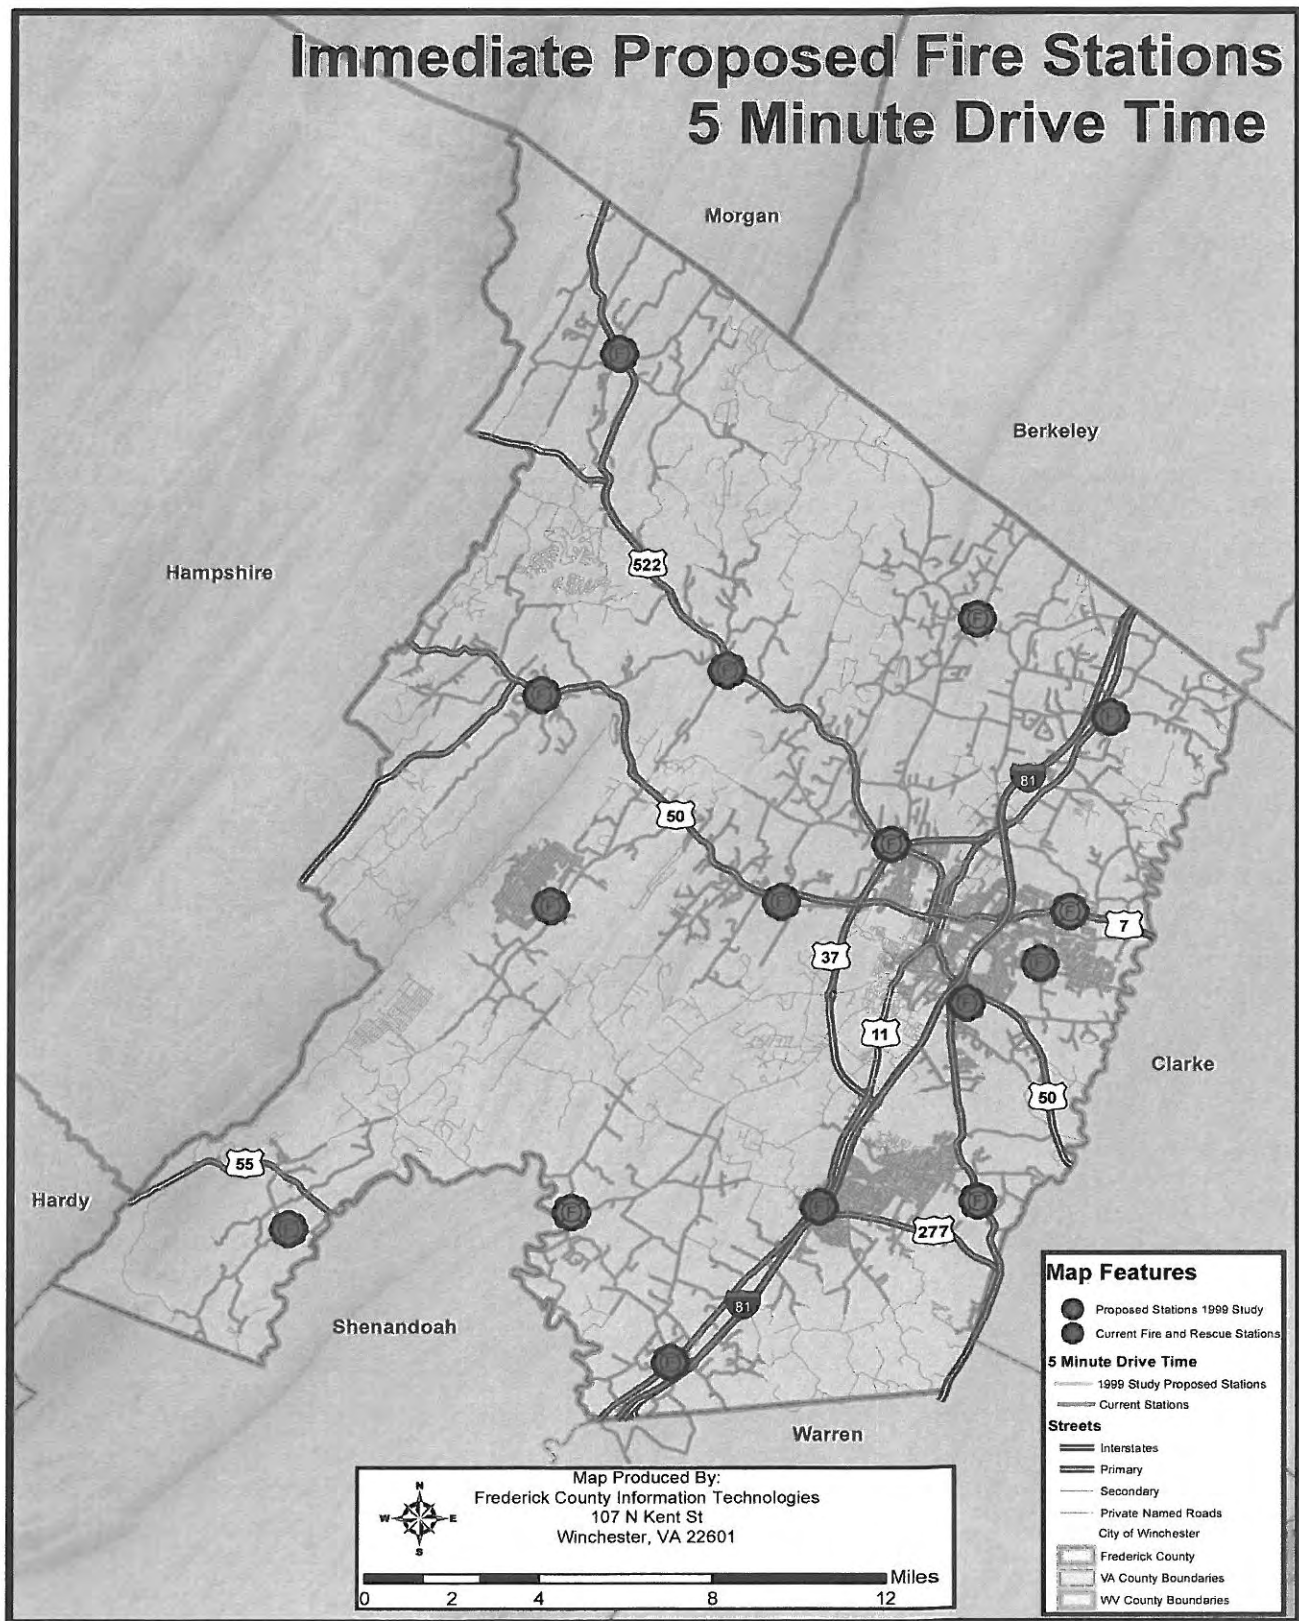 Immediate Proposed Fire Stations
5 Minute Drive Time
Morgan
Berkeley
Hampshire
522
81
50
7
37
11
Clarke
50
55
Hardy
277
81
Shenandoah
Warren
Map Features
Proposed Stations 1999 Study
Current Fire and Rescue Stations
5 Minute Drive Time
1999 Study Proposed Stations
Current Stations
Streets
Interstates
Primary
Secondary
Private Named Roads
City of Winchester
Frederick County
VA County Boundaries
WV County Boundaries
N
W E
S
Map Produced By:
Frederick County Information Technologies
107 N Kent St
Winchester, VA 22601
0 2 4 8 12 Miles